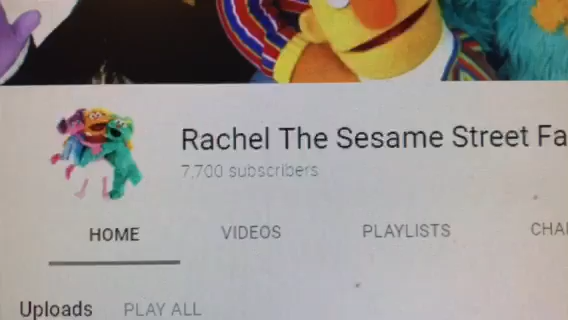 Rachel The Sesame Street Fa
7,700 subscribers
HOME VIDEOS PLAYLISTS CHA
Uploads PLAY ALL